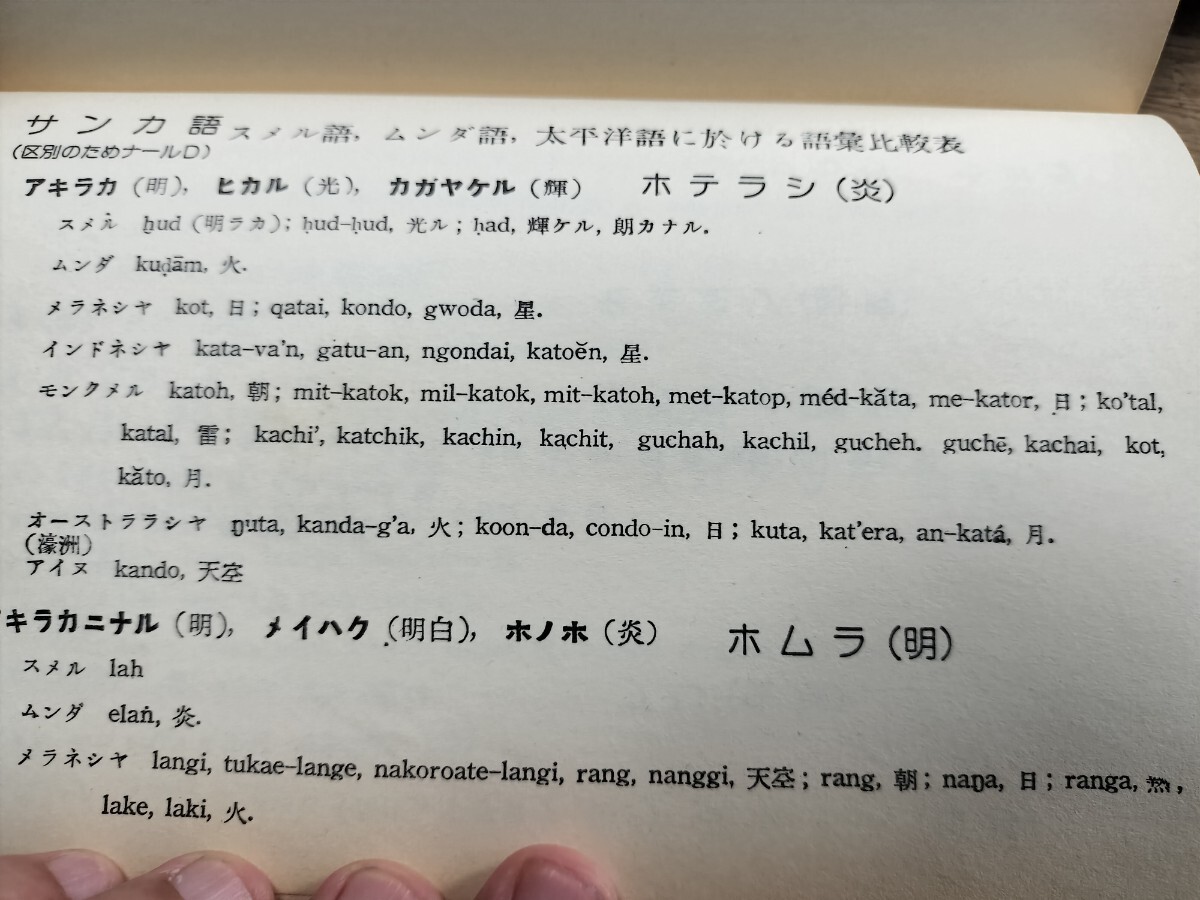 サンカ語 スメル語, ムンダ語, 太平洋語に於ける語彙比較表
(区別のためナールD)
アキラカ (明), ヒカル (光), カガヤケル (輝) ホテラシ (炎)
スメル ḫud (明ラカ) ; ḫud-ḫud, 光ル ; ḫad, 輝ケル, 朗カナル.
ムンダ kuḍām, 火.
メラネシヤ kot, 日 ; qatai, kondo, gwoda, 星.
インドネシヤ kata-va'n, gatu-an, ngondai, katoĕn, 星.
モンクメル katoh, 朝 ; mit-katok, mil-katok, mit-katoh, met-katop, méd-kăta, me-kator, 日 ; ko'tal,
katal, 雷 ; kachi', katchik, kachin, kachit, guchah, kachil, gucheh. guchē, kachai, kot,
kăto, 月.
オーストララシヤ ŋuta, kanda-g'a, 火 ; koon-da, condo-in, 日 ; kuta, kat'era, an-katá, 月.
(濠洲)
アイヌ kando, 天空
キラカニナル (明), メイハク (明白), ホノホ (炎) ホムラ (明)
スメル lah
ムンダ elaṅ, 炎.
メラネシヤ langi, tukae-lange, nakoroate-langi, rang, nanggi, 天空 ; rang, 朝 ; naŋa, 日 ; ranga, 熱,
lake, laki, 火.